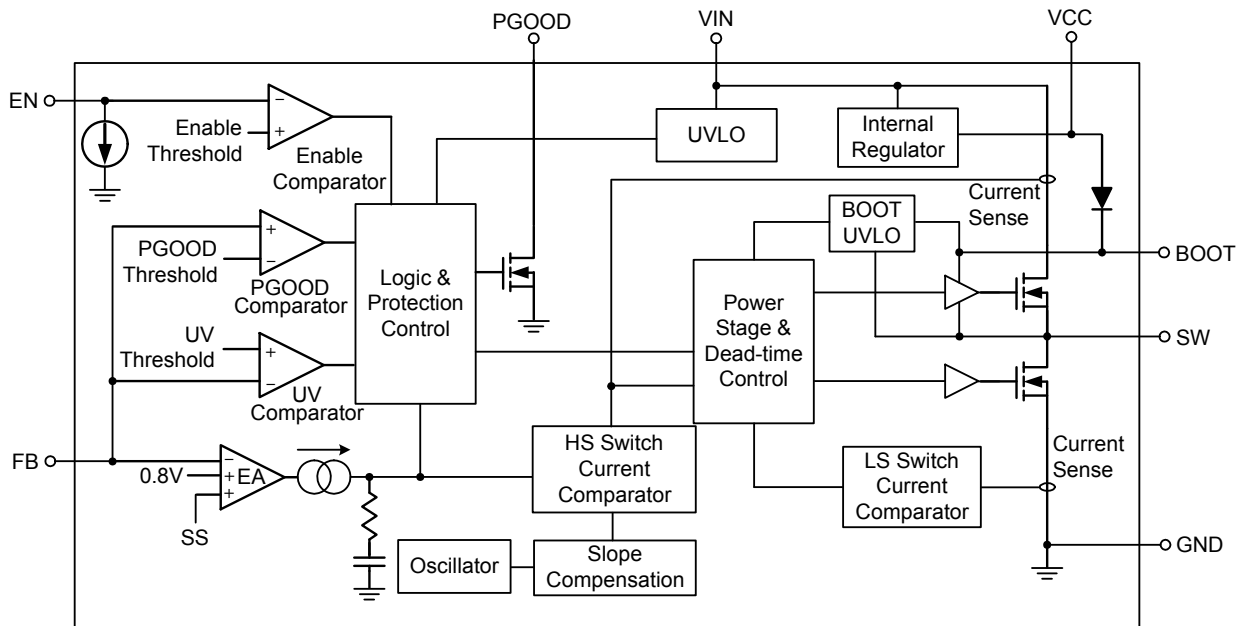 PGOOD
VIN
VCC
EN
−
+
Enable
Threshold
Enable
Comparator
UVLO
Internal
Regulator
Current
Sense
+
−
PGOOD
Threshold
PGOOD
Comparator
Logic &
Protection
Control
BOOT
UVLO
BOOT
UV
Threshold
+
−
UV
Comparator
Power
Stage &
Dead-time
Control
SW
FB
0.8V
−
+
+
EA
SS
HS Switch
Current
Comparator
LS Switch
Current
Comparator
Current
Sense
Oscillator
Slope
Compensation
GND